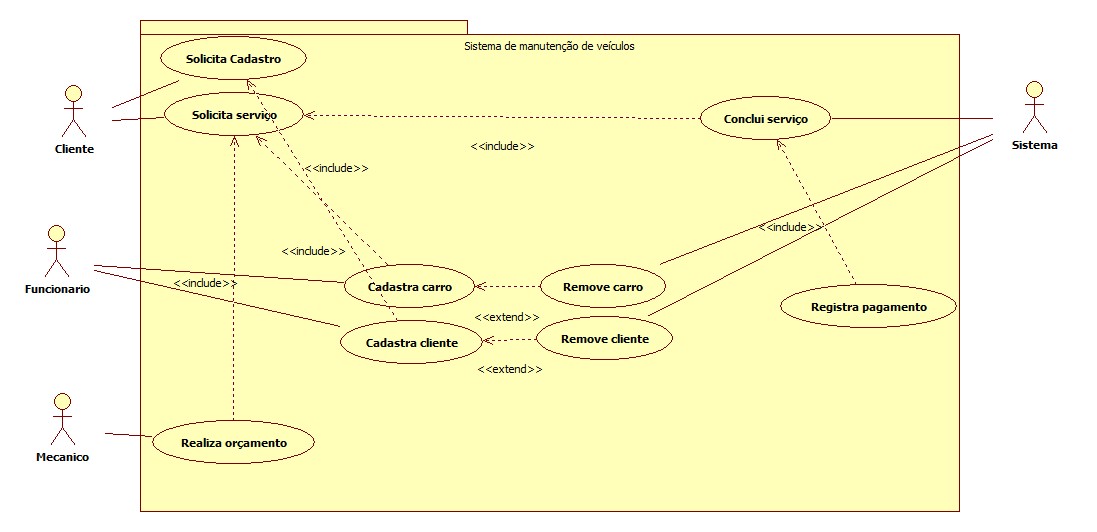 Sistema de manutenção de veículos
Solicita Cadastro
Solicita serviço
Conclui serviço
Cliente
Sistema
<<include>>
<<include>>
<<include>>
<<include>>
<<include>>
Funcionario
Cadastra carro
Remove carro
Registra pagamento
<<extend>>
Cadastra cliente
Remove cliente
<<extend>>
Mecanico
Realiza orçamento